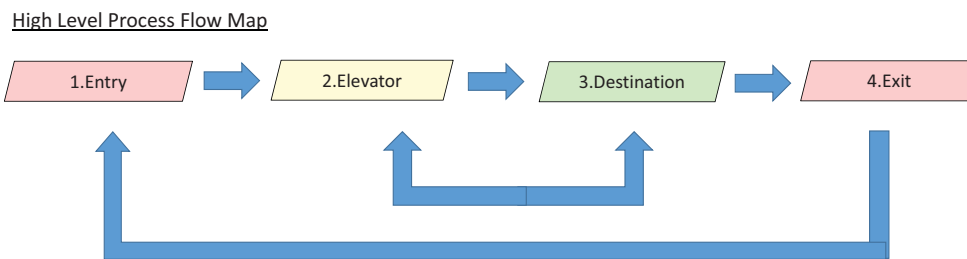 High Level Process Flow Map
1.Entry
2.Elevator
3.Destination
4.Exit